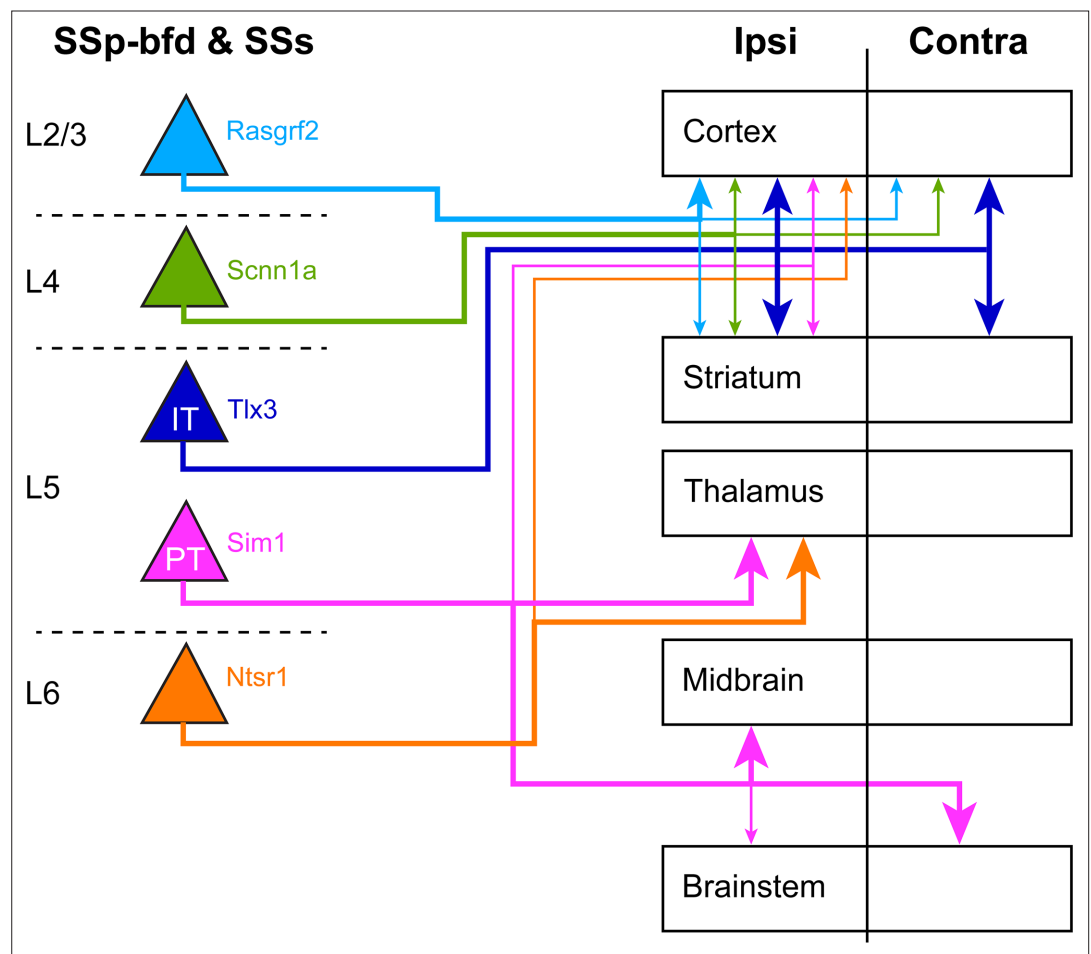 SSp-bfd & SSs
Ipsi
Contra
L2/3
Rasgrf2
Cortex
L4
Scnn1a
Striatum
IT
Tlx3
L5
Thalamus
PT
Sim1
L6
Ntsr1
Midbrain
Brainstem